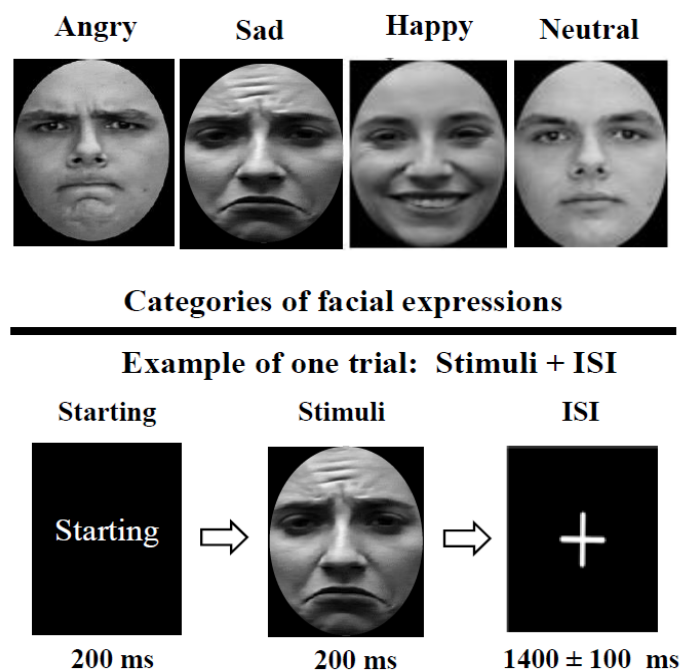 Angry Sad Happy Neutral
Categories of facial expressions
Example of one trial: Stimuli + ISI
Starting Stimuli ISI
Starting
200 ms 200 ms 1400 ± 100 ms